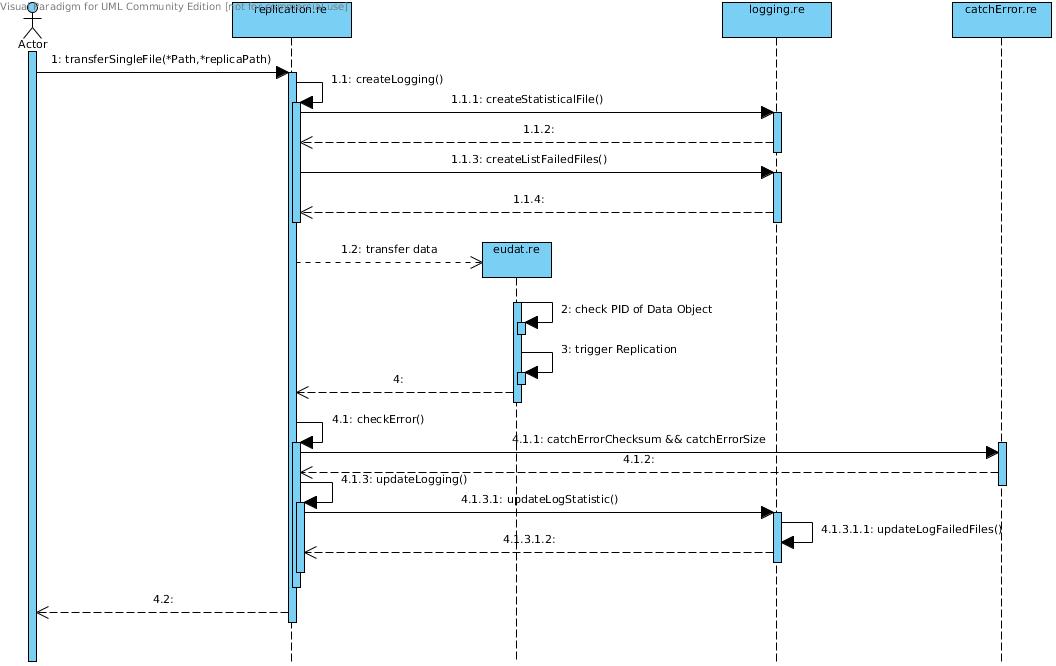 Visual Paradigm for UML Community Edition [not for commercial use]
replication.re
logging.re
catchError.re
Actor
1: transferSingleFile(*Path,*replicaPath)
1.1: createLogging()
1.1.1: createStatisticalFile()
1.1.2:
1.1.3: createListFailedFiles()
1.1.4:
1.2: transfer data
eudat.re
2: check PID of Data Object
3: trigger Replication
4:
4.1: checkError()
4.1.1: catchErrorChecksum && catchErrorSize
4.1.2:
4.1.3: updateLogging()
4.1.3.1: updateLogStatistic()
4.1.3.1.1: updateLogFailedFiles()
4.1.3.1.2:
4.2: